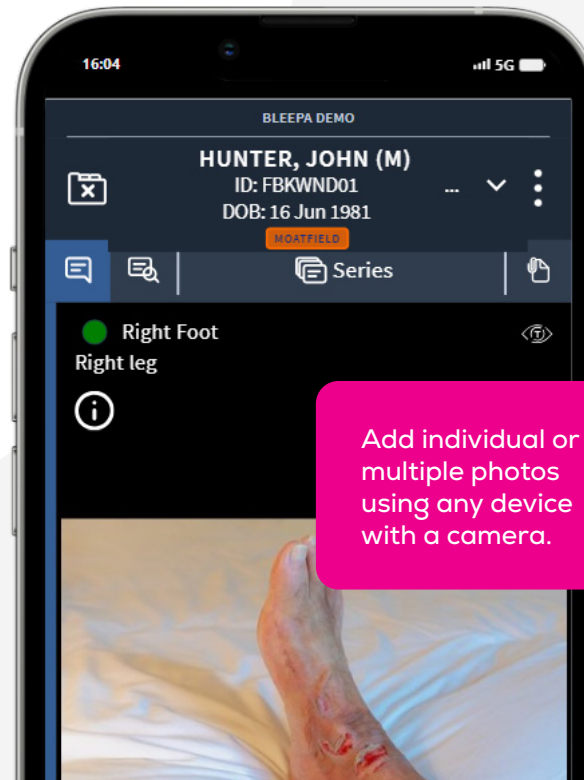 16:04
5G
BLEEPA DEMO
HUNTER, JOHN (M)
ID: FBKWND01
...
DOB: 16 Jun 1981
MOATFIELD
Series
Right Foot
Right leg
Add individual or
multiple photos
using any device
with a camera.